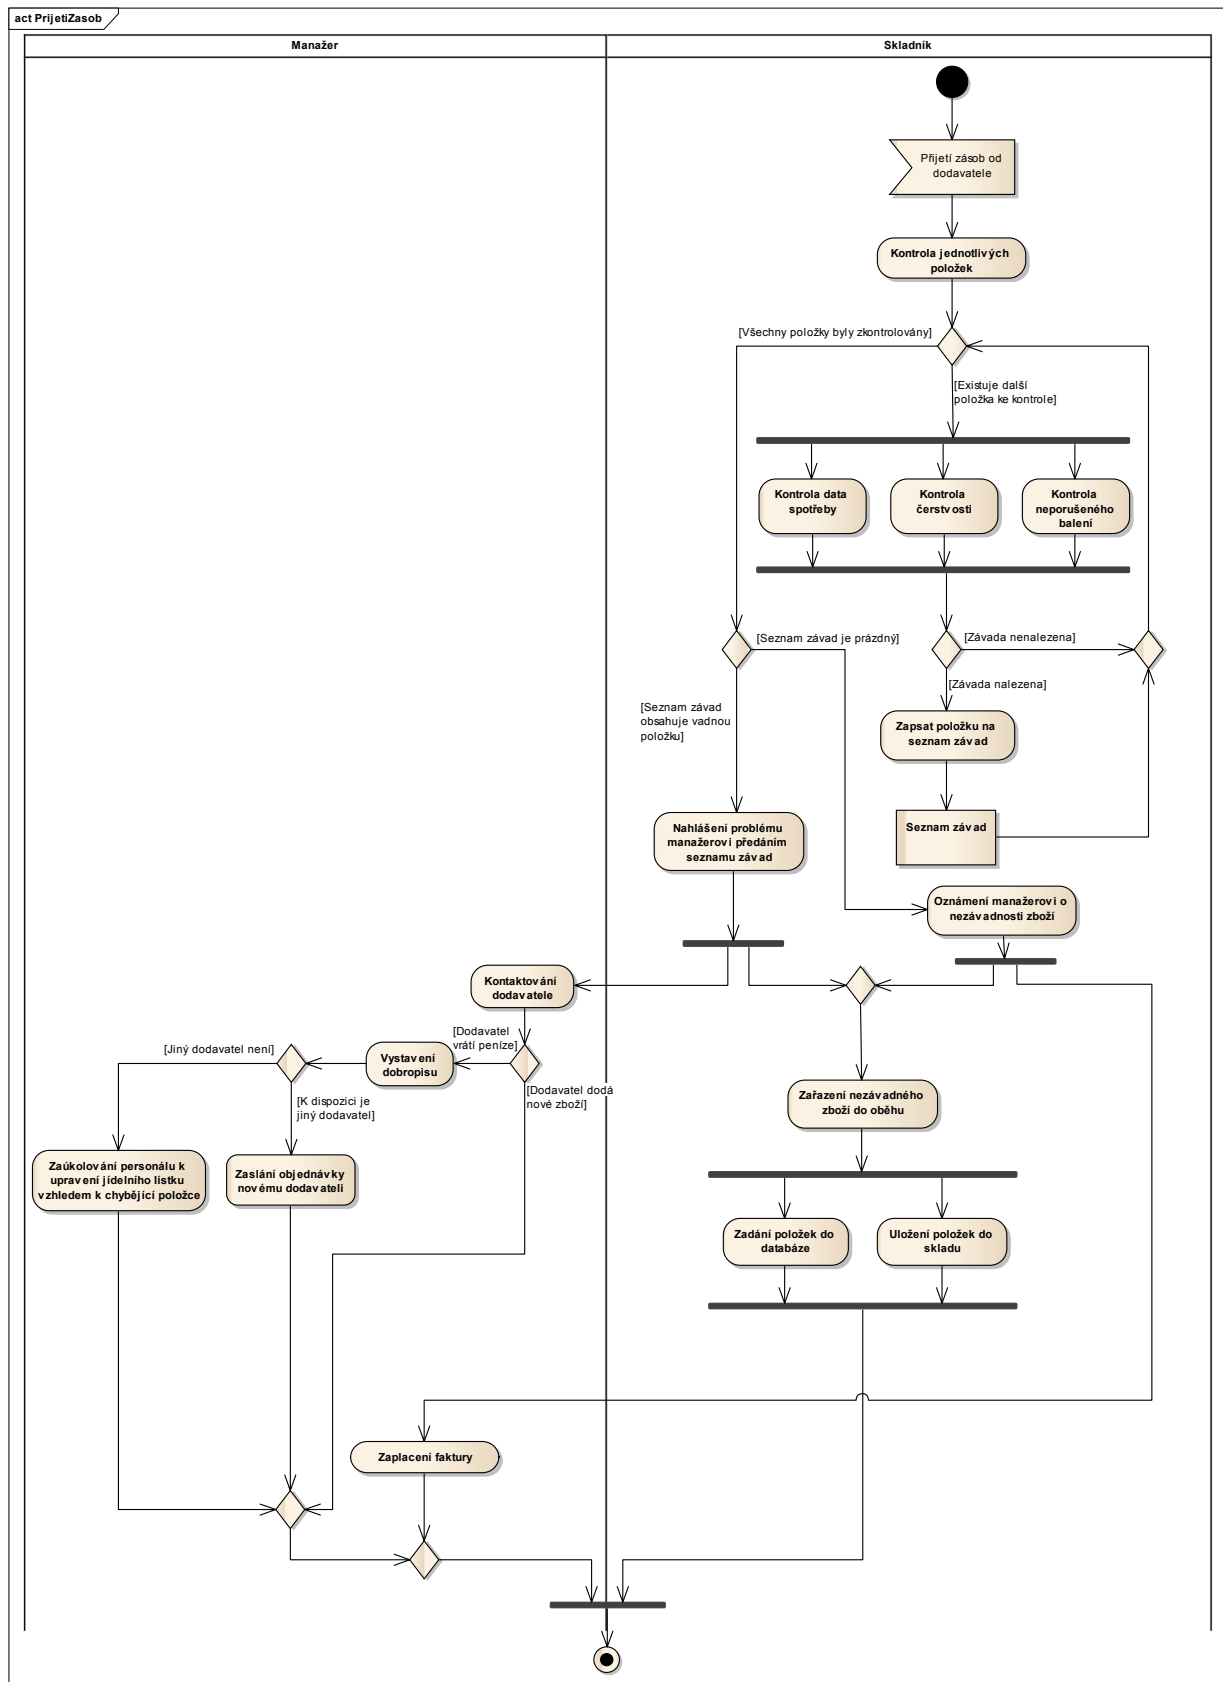 act PrijetiZasob
Manažer
Skladník
Přijetí zásob od
dodavatele
Kontrola jednotlivých
položek
[Všechny položky byly zkontrolovány]
[Existuje další
položka ke kontrole]
Kontrola data
spotřeby
Kontrola
čerstvosti
Kontrola
neporušeného
balení
[Seznam závad je prázdný]
[Závada nenalezena]
[Závada nalezena]
[Seznam závad
obsahuje vadnou
položku]
Zapsat položku na
seznam závad
Nahlášení problému
manažerovi předáním
seznamu závad
Seznam závad
Oznámení manažerovi o
nezávadnosti zboží
Kontaktování
dodavatele
[Dodavatel
vrátí peníze]
[Jiný dodavatel není]
Vystavení
dobropisu
[Dodavatel dodá
nové zboží]
[K dispozici je
jiný dodavatel]
Zařazení nezávadného
zboží do oběhu
Zaúkolování personálu k
upravení jídelního lístku
vzhledem k chybějící položce
Zaslání objednávky
novému dodavateli
Zadání položek do
databáze
Uložení položek do
skladu
Zaplacení faktury